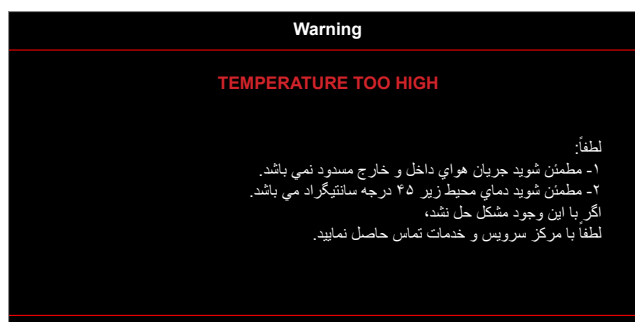 Warning
TEMPERATURE TOO HIGH
لطفاً:
۱- مطمئن شويد جريان هواي داخل و خارج مسدود نمي باشد.
۲- مطمئن شويد دماي محيط زير ۴۵ درجه سانتيگراد مي باشد.
اگر با اين وجود مشکل حل نشد،
لطفاً با مرکز سرويس و خدمات تماس حاصل نماييد.